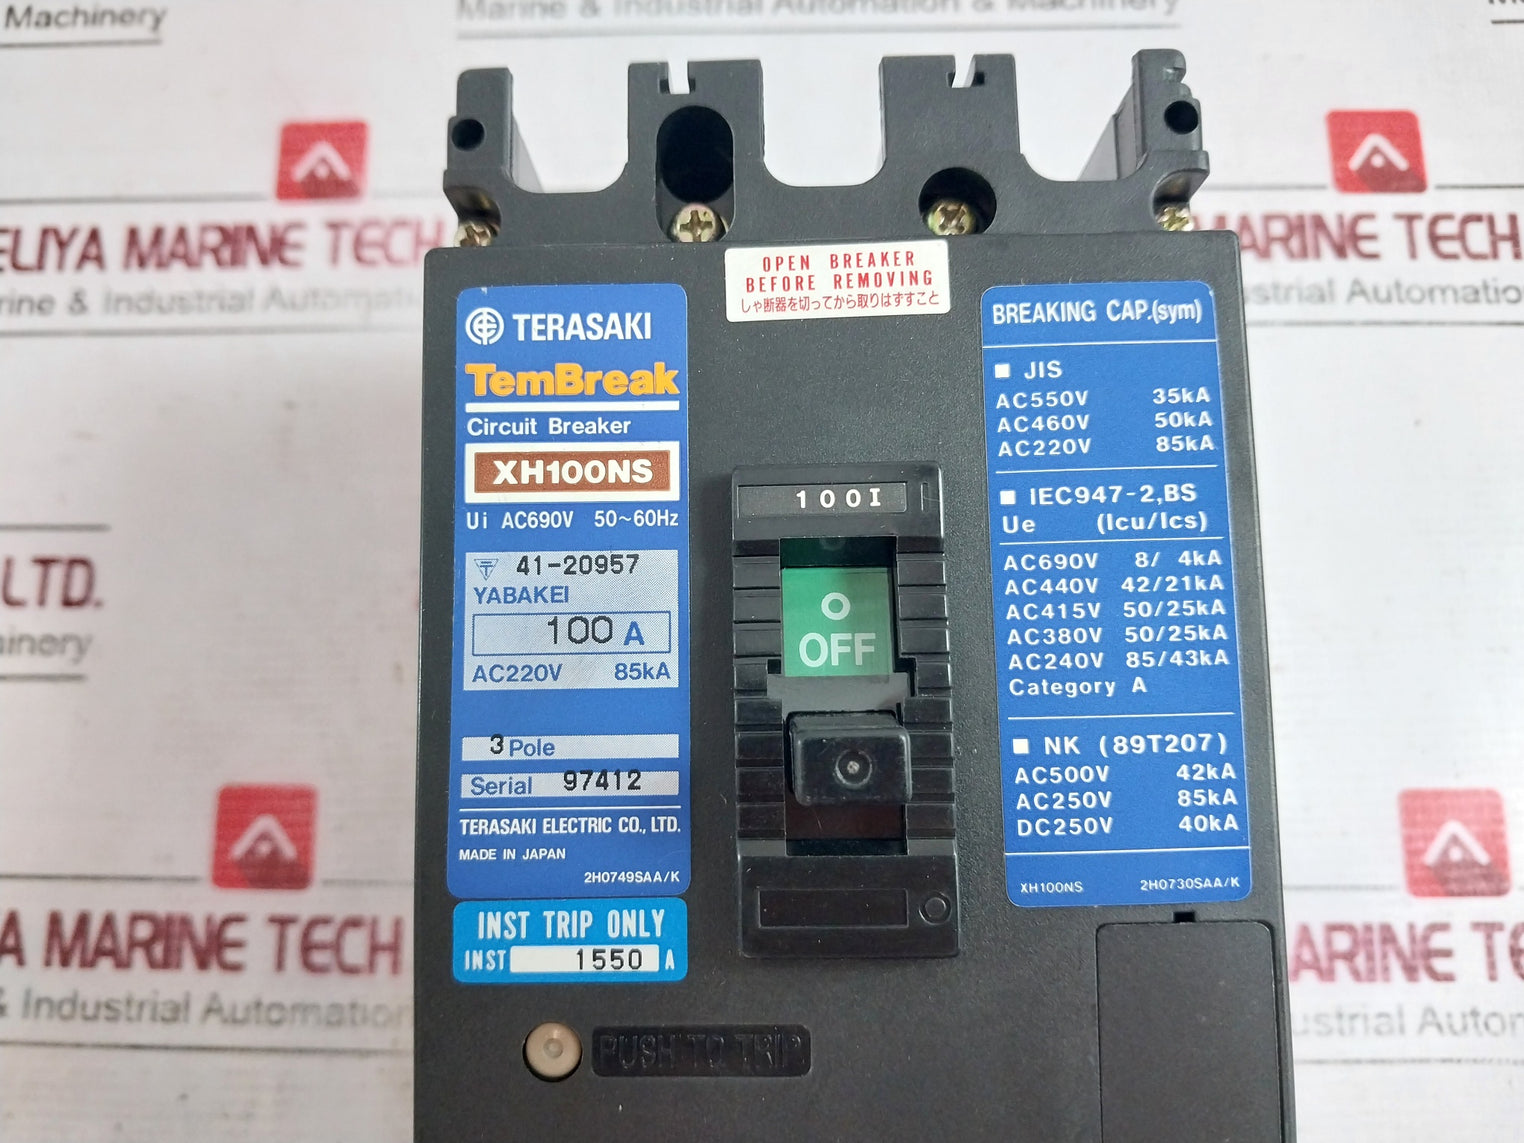 Machinery
Marine & Industrial Automation & Machinery
ELIYA MARINE TECH
rine & Industrial Automati
ARINE TECH
strial Automatio
LTD.
inery
A MARINE TECH
& Industrial Automation
ARINE TE
ustrial Autom
OPEN BREAKER
BEFORE REMOVING
しゃ断器を切ってから取りはずすこと
TERASAKI
TemBreak
Circuit Breaker
XH100NS
Ui AC690V 50~60Hz
41-20957
YABAKEI
100 A
AC220V 85kA
3 Pole
Serial 97412
TERASAKI ELECTRIC CO., LTD.
MADE IN JAPAN
2H0749SAA/K
INST TRIP ONLY
INST 1550 A
PUSH TO TRIP
100I
I
O
OFF
BREAKING CAP.(sym)
■ JIS
AC550V 35kA
AC460V 50kA
AC220V 85kA
■ IEC947-2,BS
Ue (Icu/Ics)
AC690V 8/ 4kA
AC440V 42/21kA
AC415V 50/25kA
AC380V 50/25kA
AC240V 85/43kA
Category A
■ NK (89T207)
AC500V 42kA
AC250V 85kA
DC250V 40kA
XH100NS 2H0730SAA/K